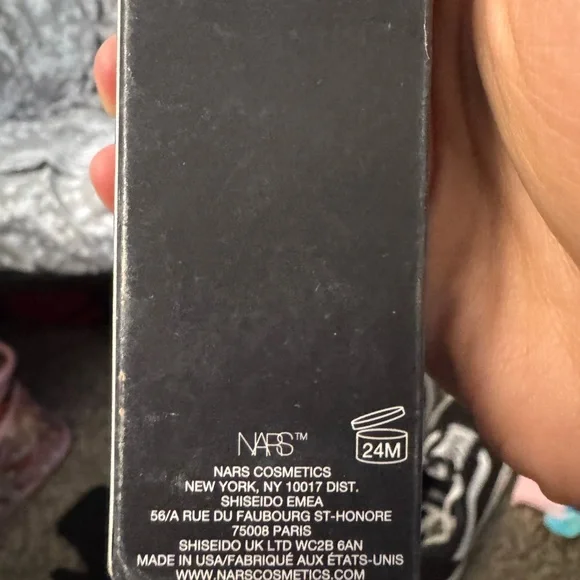 NARS™
24M
NARS COSMETICS
NEW YORK, NY 10017 DIST.
SHISEIDO EMEA
56/A RUE DU FAUBOURG ST-HONORE
75008 PARIS
SHISEIDO UK LTD WC2B 6AN
MADE IN USA/FABRIQUÉ AUX ÉTATS-UNIS
WWW.NARSCOSMETICS.COM